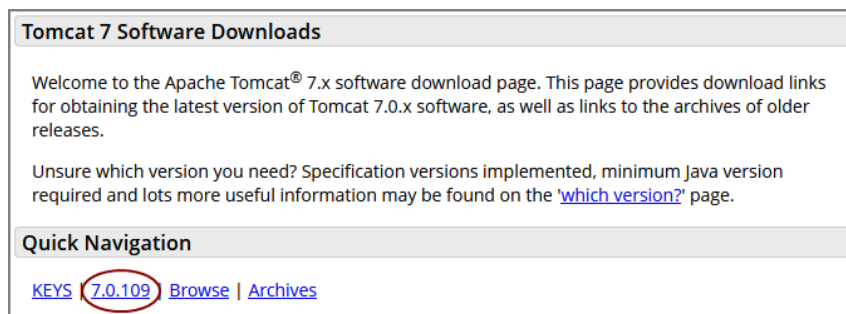 Tomcat 7 Software Downloads
Welcome to the Apache Tomcat® 7.x software download page. This page provides download links
for obtaining the latest version of Tomcat 7.0.x software, as well as links to the archives of older
releases.
Unsure which version you need? Specification versions implemented, minimum Java version
required and lots more useful information may be found on the 'which version?' page.
Quick Navigation
KEYS | 7.0.109 | Browse | Archives